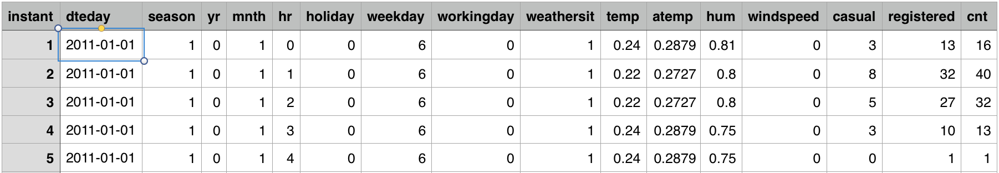 instant dteday season yr mnth hr holiday weekday workingday weathersit temp atemp hum windspeed casual registered cnt
1 2011-01-01 1 0 1 0 0 6 0 1 0.24 0.2879 0.81 0 3 13 16
2 2011-01-01 1 0 1 1 0 6 0 1 0.22 0.2727 0.8 0 8 32 40
3 2011-01-01 1 0 1 2 0 6 0 1 0.22 0.2727 0.8 0 5 27 32
4 2011-01-01 1 0 1 3 0 6 0 1 0.24 0.2879 0.75 0 3 10 13
5 2011-01-01 1 0 1 4 0 6 0 1 0.24 0.2879 0.75 0 0 1 1